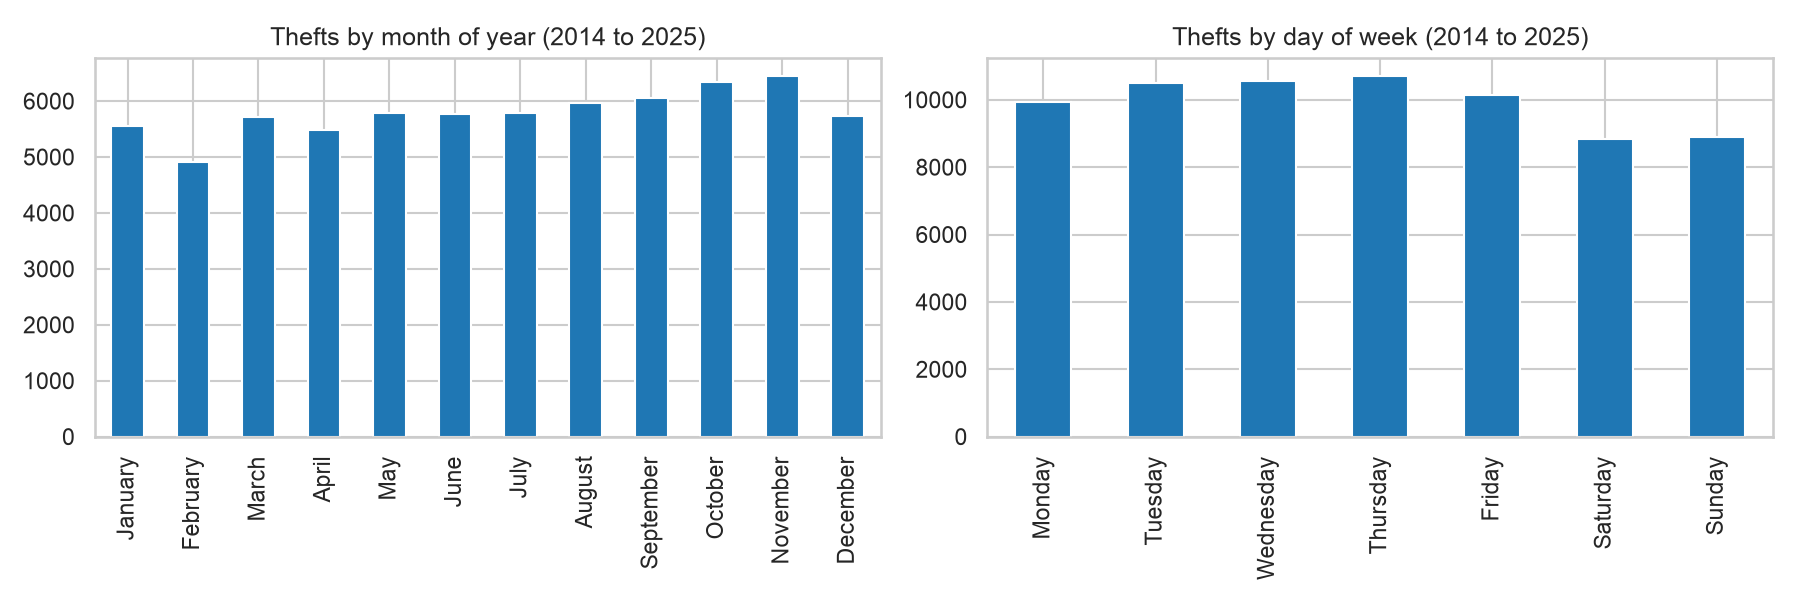 Thefts by month of year (2014 to 2025)
6000
5000
4000
3000
2000
1000
0
January
February
March
April
May
June
July
August
September
October
November
December
Thefts by day of week (2014 to 2025)
10000
8000
6000
4000
2000
0
Monday
Tuesday
Wednesday
Thursday
Friday
Saturday
Sunday